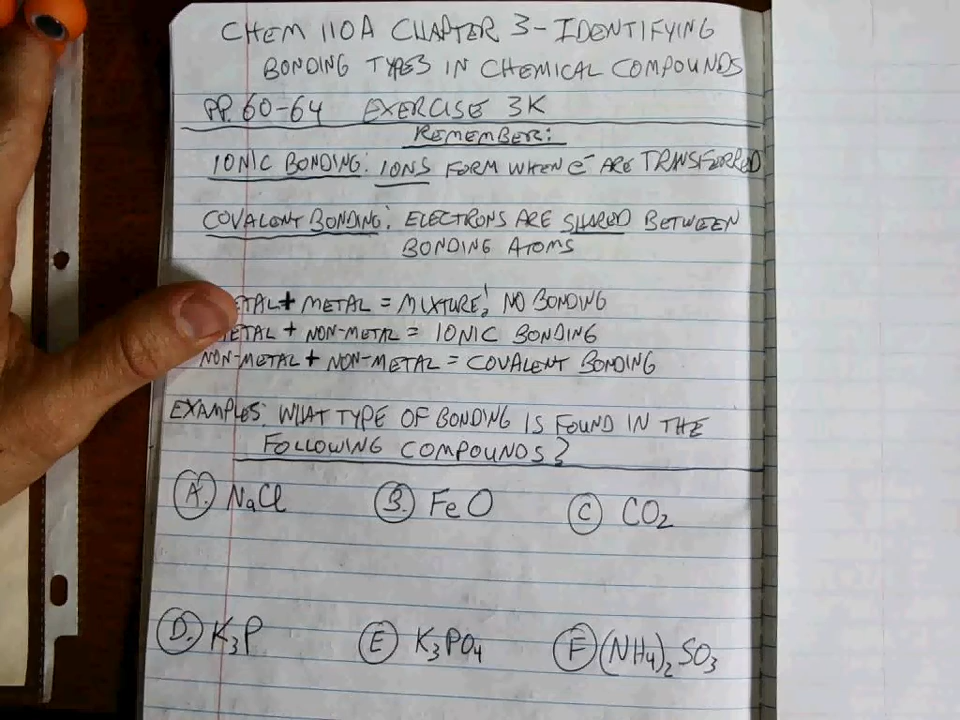 CHEM 110A CHAPTER 3 - IDENTIFYING
BONDING TYPES IN CHEMICAL COMPOUNDS
PP. 60-64 EXERCISE 3K
REMEMBER:
IONIC BONDING: IONS FORM WHEN e⁻ ARE TRANSFERRED
COVALENT BONDING: ELECTRONS ARE SHARED BETWEEN
BONDING ATOMS
ETAL + METAL = MIXTURE; NO BONDING
METAL + NON-METAL = IONIC BONDING
NON-METAL + NON-METAL = COVALENT BONDING
EXAMPLES: WHAT TYPE OF BONDING IS FOUND IN THE
FOLLOWING COMPOUNDS?
A. NaCl B. FeO C CO₂
D. K₃P E K₃PO₄ F (NH₄)₂SO₃